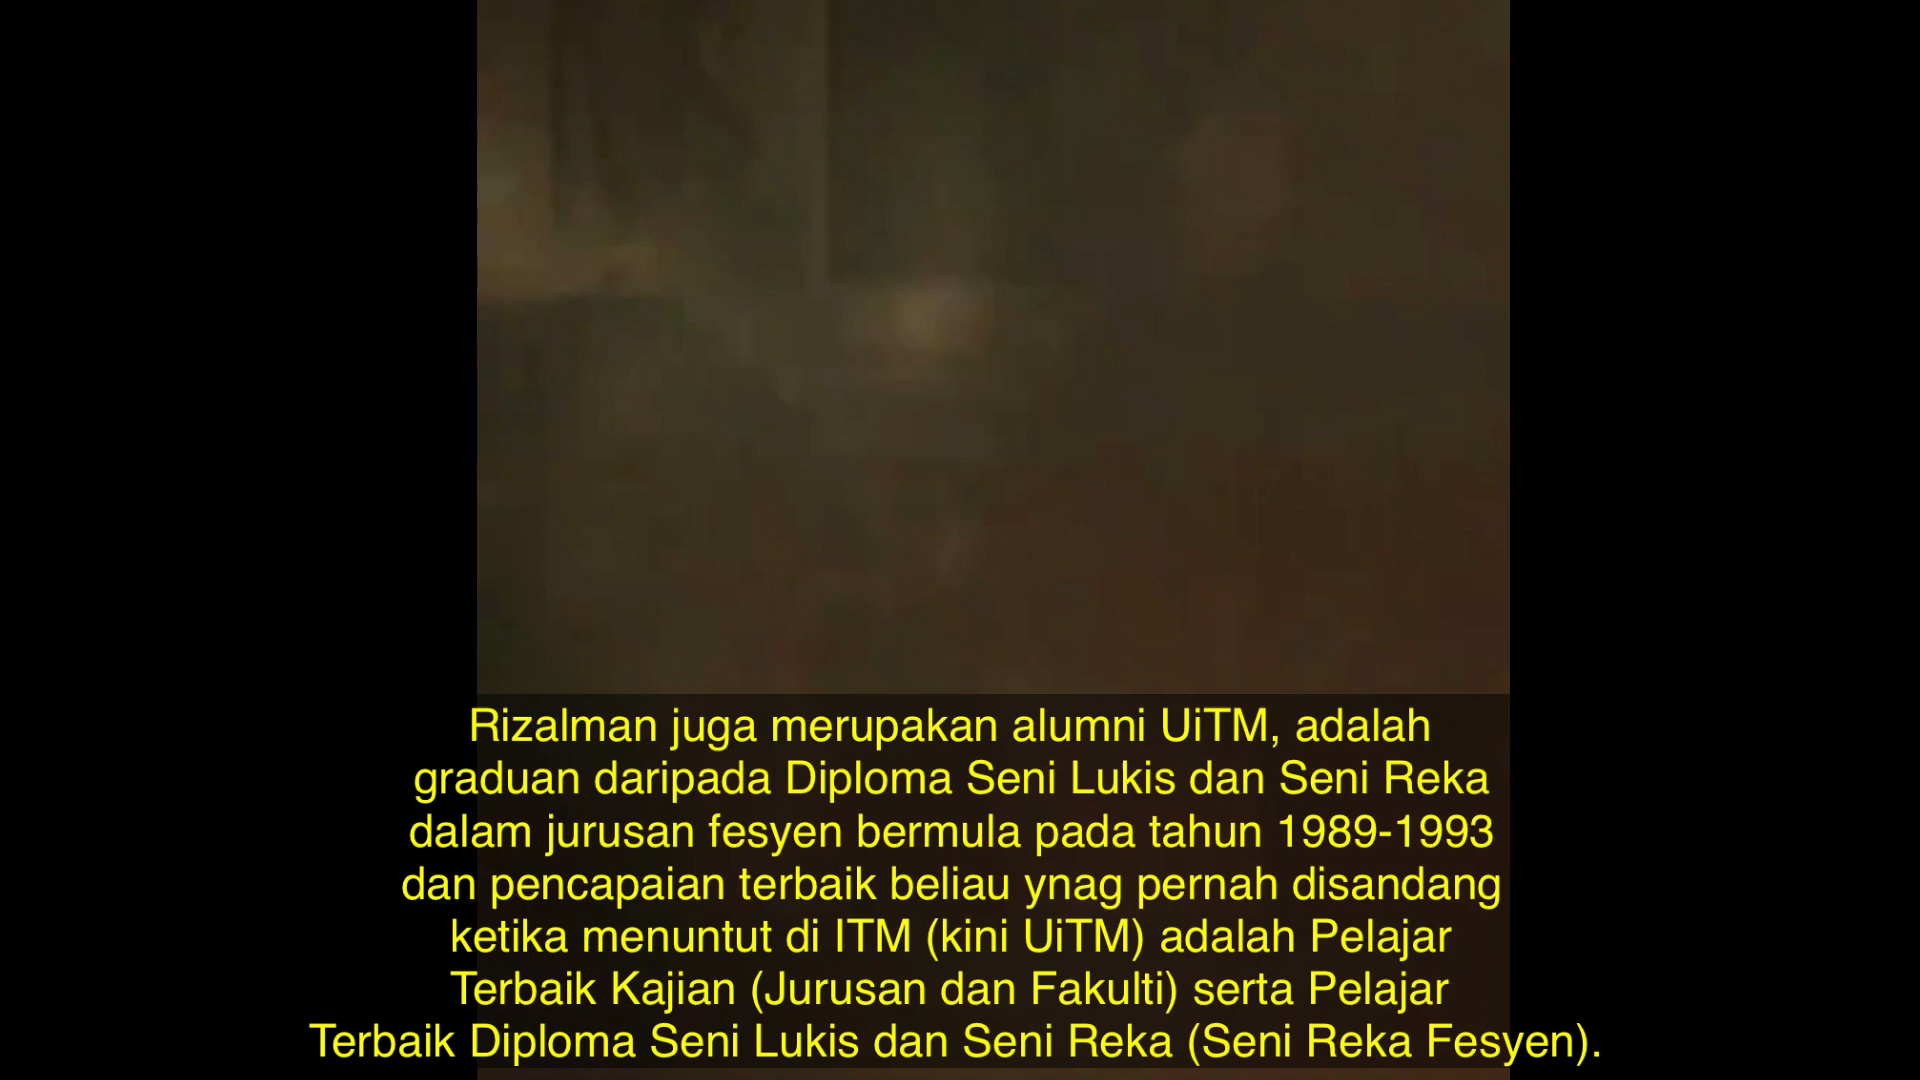 Rizalman juga merupakan alumni UiTM, adalah
graduan daripada Diploma Seni Lukis dan Seni Reka
dalam jurusan fesyen bermula pada tahun 1989-1993
dan pencapaian terbaik beliau ynag pernah disandang
ketika menuntut di ITM (kini UiTM) adalah Pelajar
Terbaik Kajian (Jurusan dan Fakulti) serta Pelajar
Terbaik Diploma Seni Lukis dan Seni Reka (Seni Reka Fesyen).